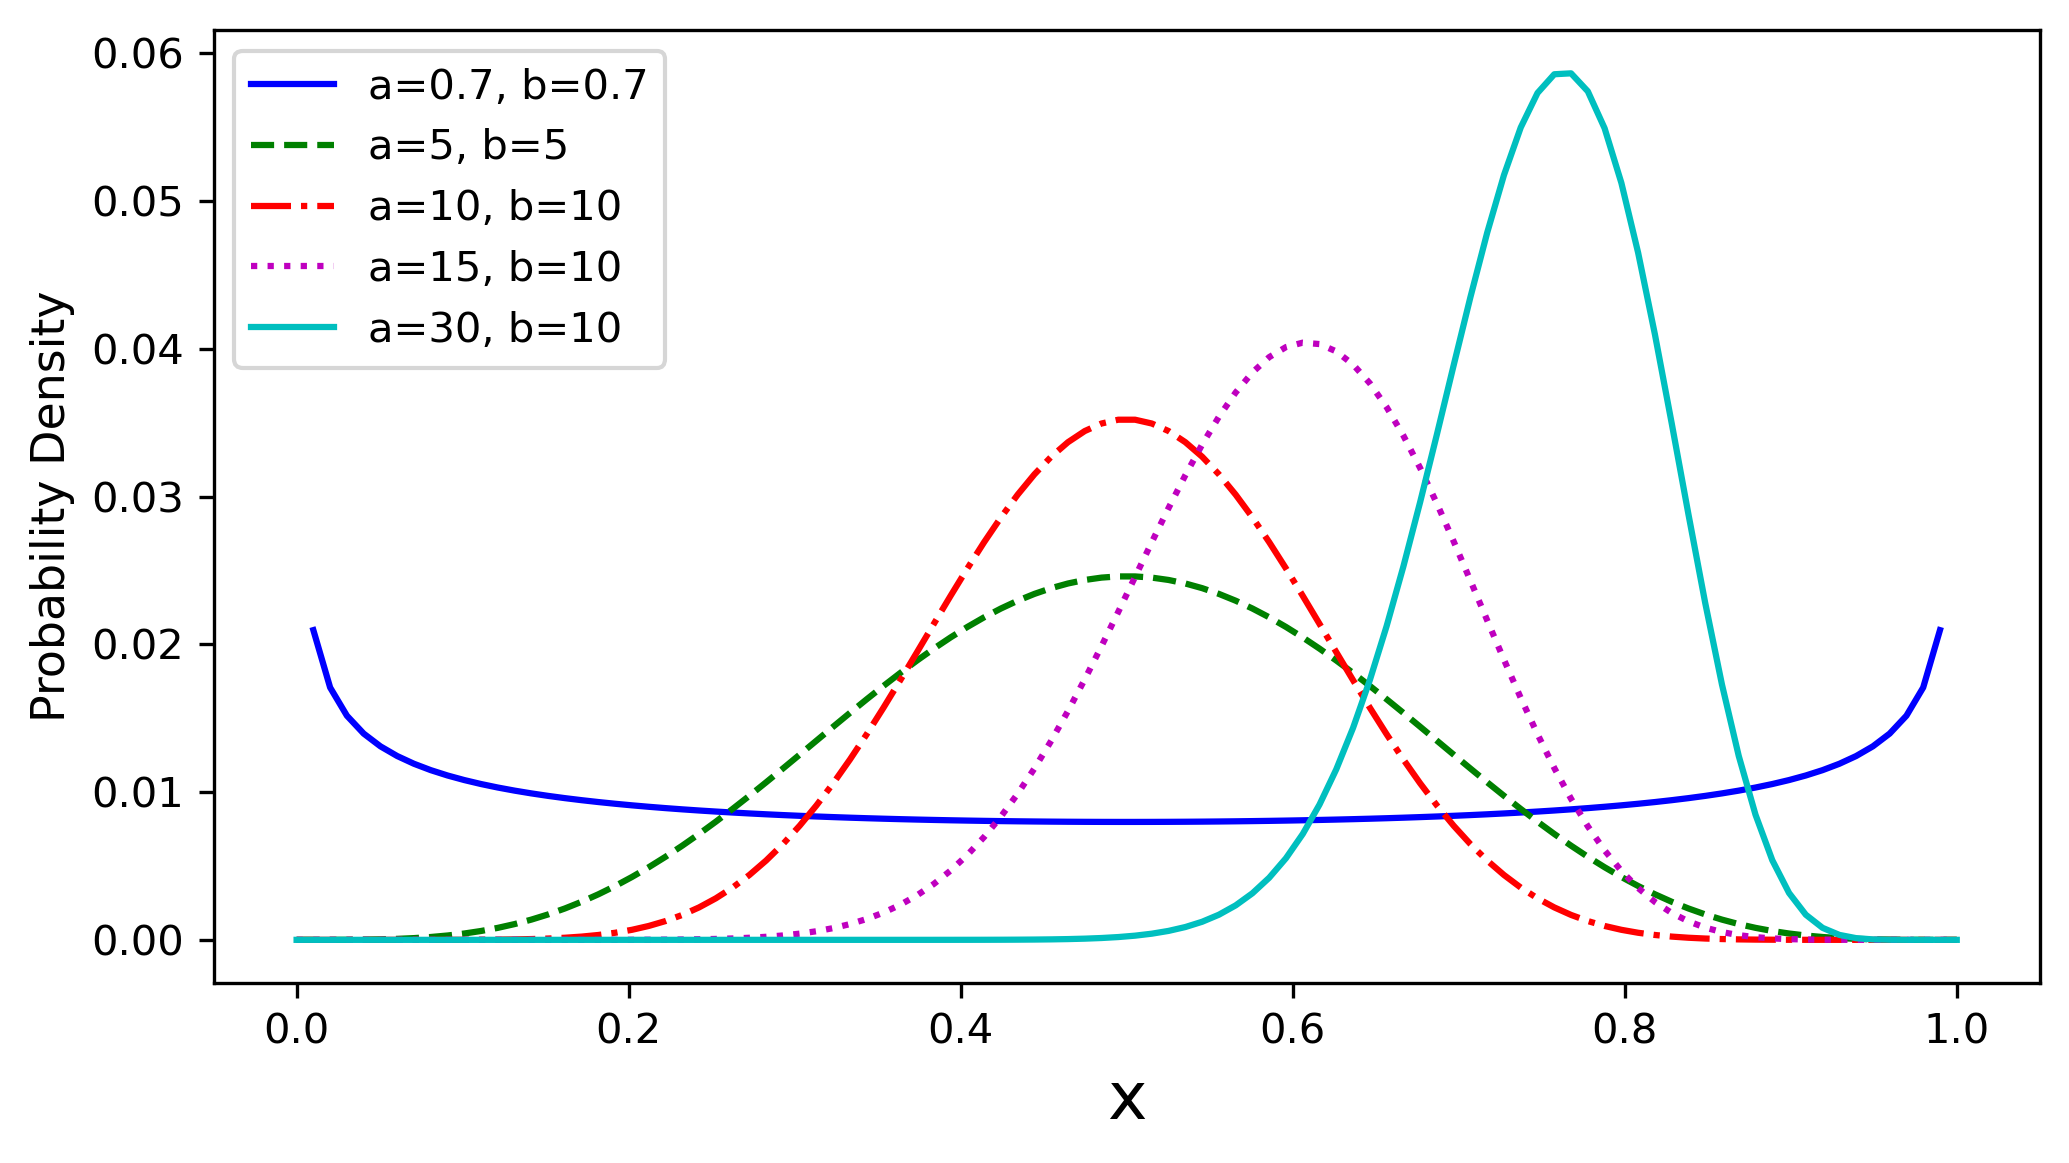 0.06
0.05
0.04
0.03
0.02
0.01
0.00
Probability Density
a=0.7, b=0.7
a=5, b=5
a=10, b=10
a=15, b=10
a=30, b=10
0.0 0.2 0.4 0.6 0.8 1.0
x